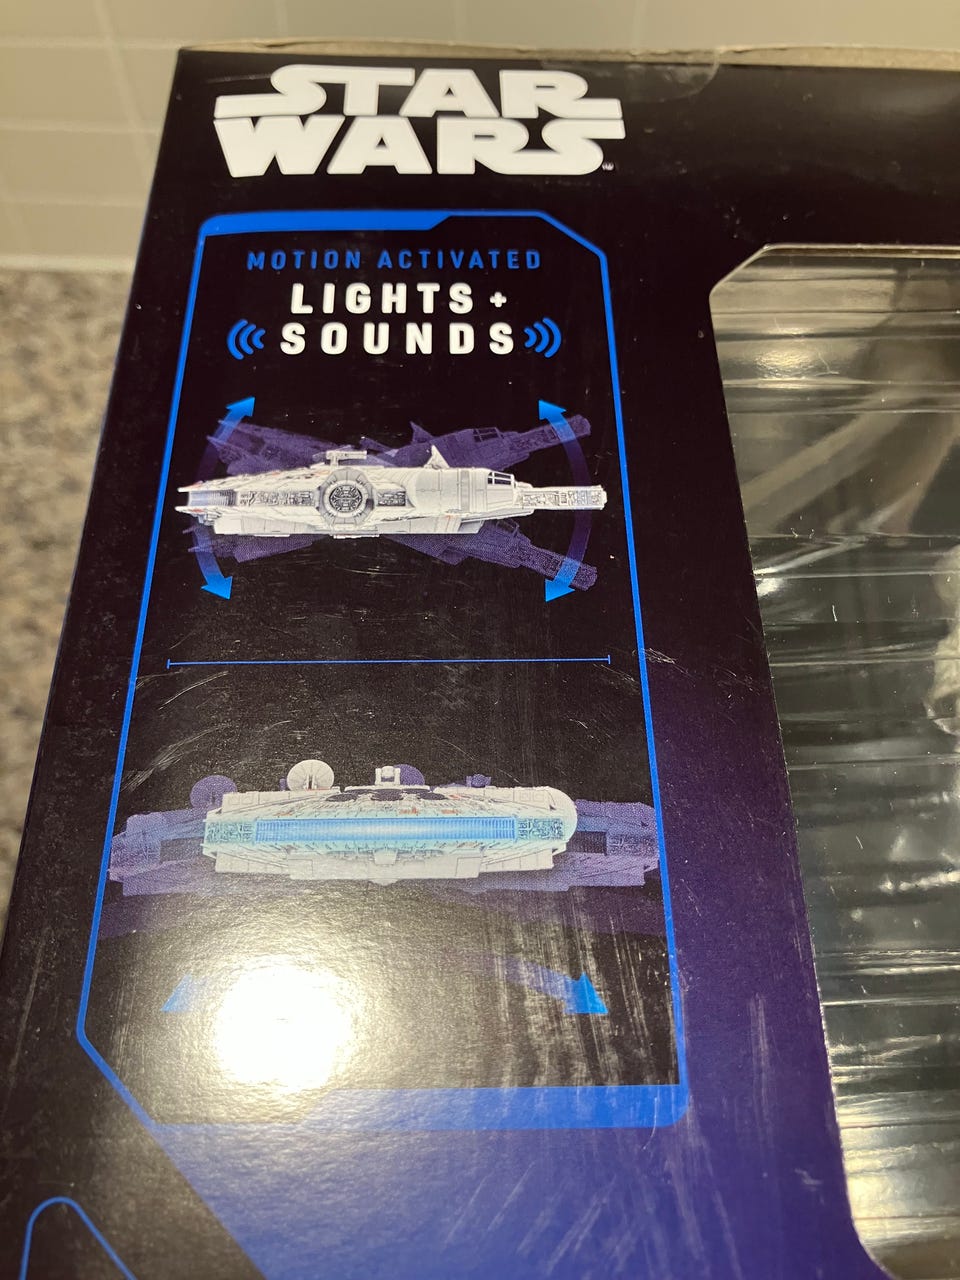 STAR
WARS
MOTION ACTIVATED
LIGHTS +
SOUNDS